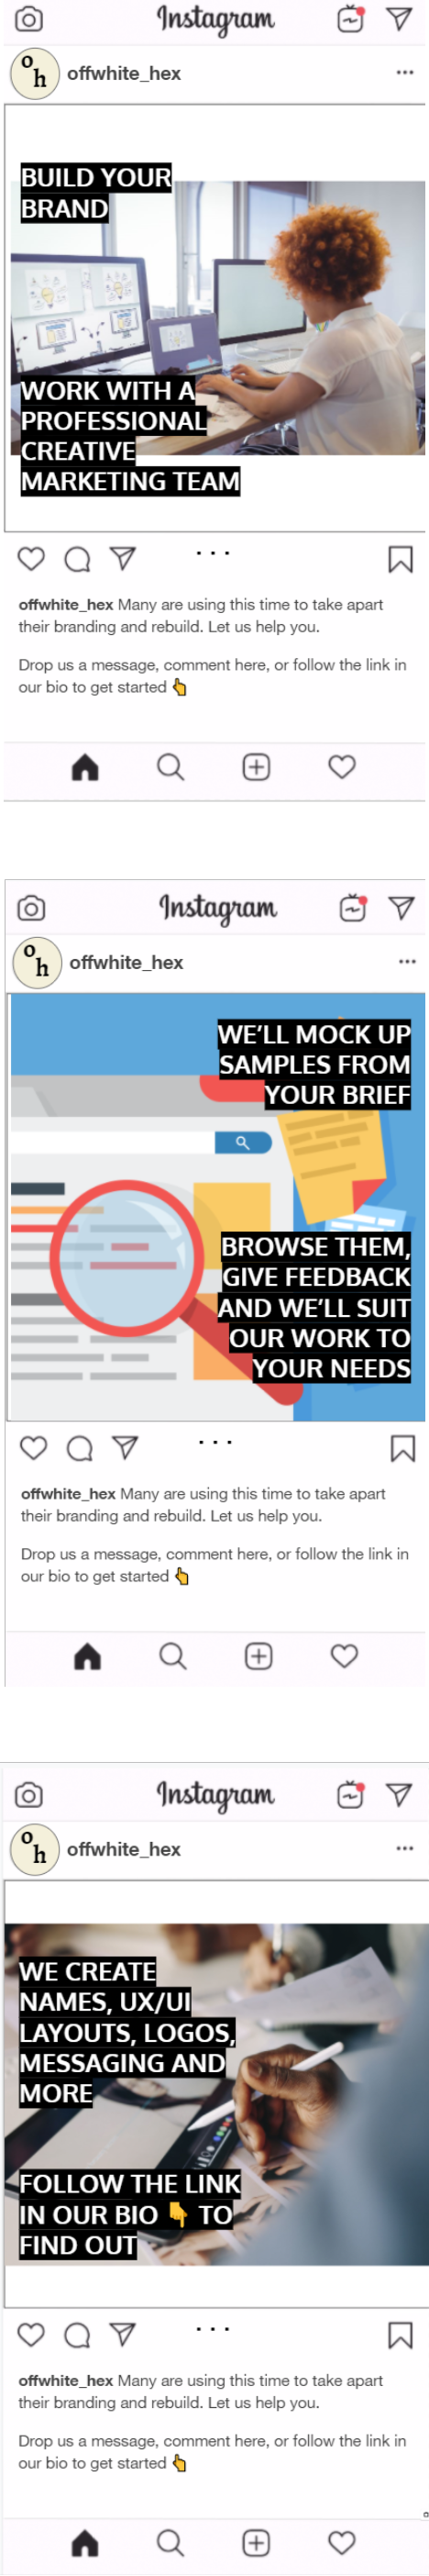 Instagram
oh offwhite_hex
BUILD YOUR
BRAND
WORK WITH A
PROFESSIONAL
CREATIVE
MARKETING TEAM
offwhite_hex Many are using this time to take apart
their branding and rebuild. Let us help you.
Drop us a message, comment here, or follow the link in
our bio to get started 👆
Instagram
oh offwhite_hex
WE’LL MOCK UP
SAMPLES FROM
YOUR BRIEF
BROWSE THEM,
GIVE FEEDBACK
AND WE’LL SUIT
OUR WORK TO
YOUR NEEDS
offwhite_hex Many are using this time to take apart
their branding and rebuild. Let us help you.
Drop us a message, comment here, or follow the link in
our bio to get started 👆
Instagram
oh offwhite_hex
WE CREATE
NAMES, UX/UI
LAYOUTS, LOGOS,
MESSAGING AND
MORE
FOLLOW THE LINK
IN OUR BIO 👇 TO
FIND OUT
offwhite_hex Many are using this time to take apart
their branding and rebuild. Let us help you.
Drop us a message, comment here, or follow the link in
our bio to get started 👆